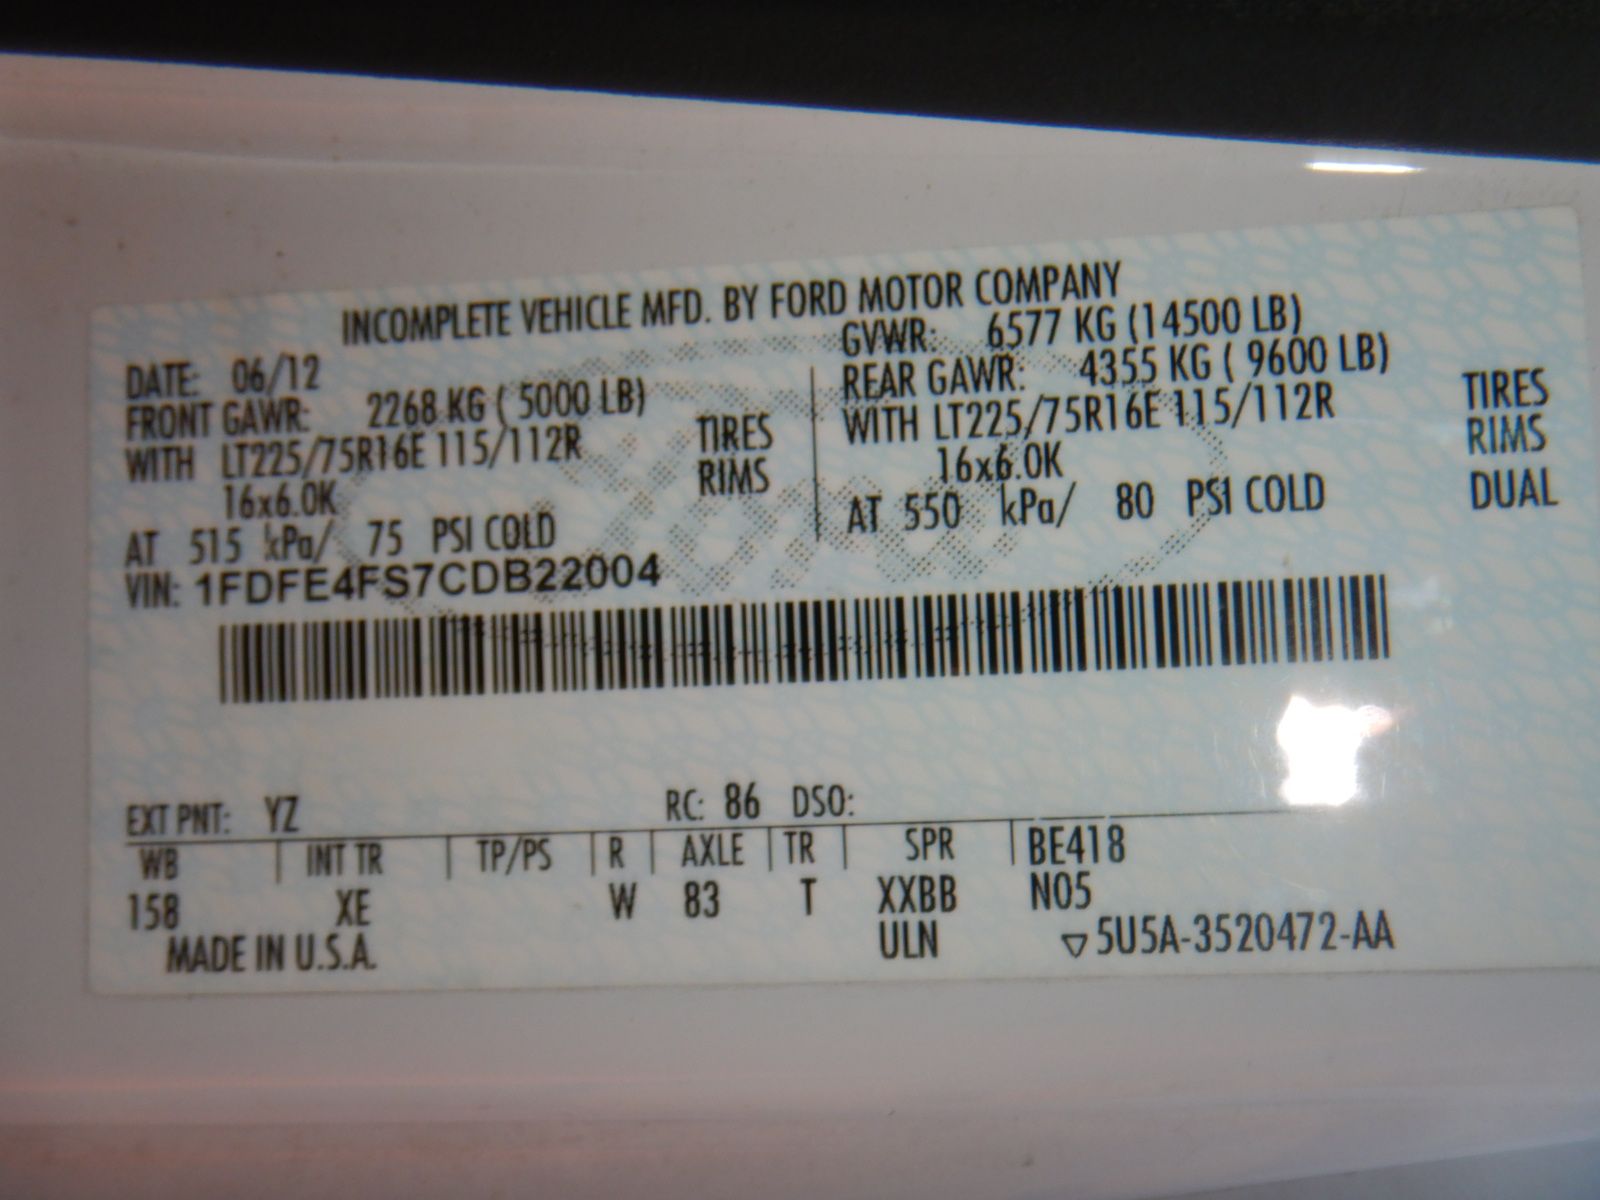 INCOMPLETE VEHICLE MFD. BY FORD MOTOR COMPANY
DATE: 06/12
GVWR: 6577 KG (14500 LB)
FRONT GAWR: 2268 KG ( 5000 LB)
REAR GAWR: 4355 KG ( 9600 LB)
WITH LT225/75R16E 115/112R TIRES
WITH LT225/75R16E 115/112R TIRES
16x6.0K RIMS
16x6.0K RIMS
AT 515 kPa/ 75 PSI COLD
AT 550 kPa/ 80 PSI COLD DUAL
VIN: 1FDFE4FS7CDB22004
Ford
EXT PNT: YZ RC: 86 DSO:
WB INT TR TP/PS R AXLE TR SPR BE418
158 XE W 83 T XXBB N05
MADE IN U.S.A. ULN ▽5U5A-3520472-AA